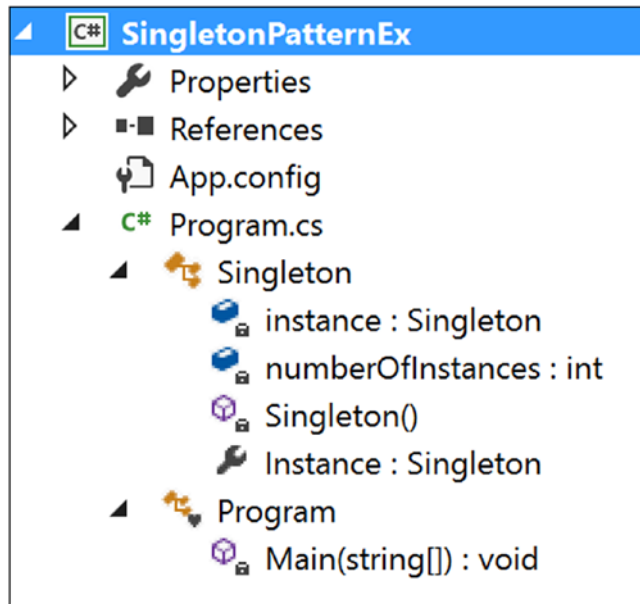 C# SingletonPatternEx
Properties
References
App.config
C# Program.cs
Singleton
instance : Singleton
numberOfInstances : int
Singleton()
Instance : Singleton
Program
Main(string[]) : void